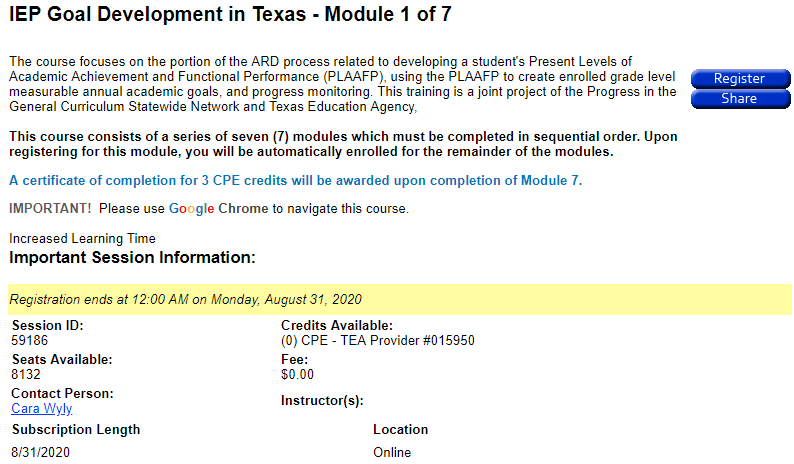 IEP Goal Development in Texas - Module 1 of 7
The course focuses on the portion of the ARD process related to developing a student's Present Levels of
Academic Achievement and Functional Performance (PLAAFP), using the PLAAFP to create enrolled grade level
measurable annual academic goals, and progress monitoring. This training is a joint project of the Progress in the
General Curriculum Statewide Network and Texas Education Agency,
Register
Share
This course consists of a series of seven (7) modules which must be completed in sequential order. Upon
registering for this module, you will be automatically enrolled for the remainder of the modules.
A certificate of completion for 3 CPE credits will be awarded upon completion of Module 7.
IMPORTANT! Please use Google Chrome to navigate this course.
Increased Learning Time
Important Session Information:
Registration ends at 12:00 AM on Monday, August 31, 2020
Session ID:
59186
Credits Available:
(0) CPE - TEA Provider #015950
Seats Available:
8132
Fee:
$0.00
Contact Person:
Cara Wyly
Instructor(s):
Subscription Length
Location
8/31/2020
Online